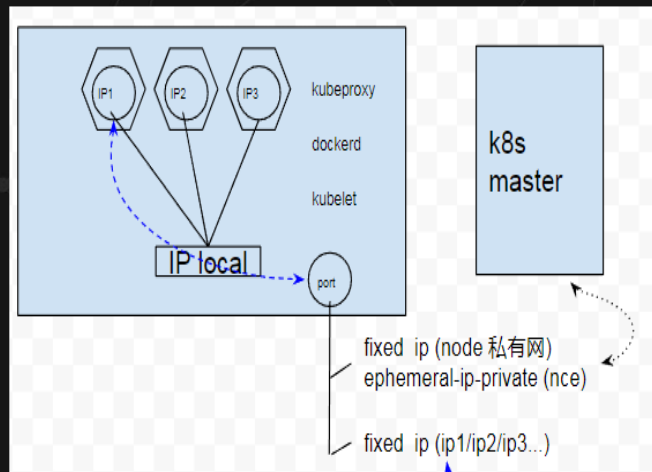 IP1
IP2
IP3
kubeproxy
dockerd
kubelet
IP local
port
k8s
master
fixed ip (node 私有网)
ephemeral-ip-private (nce)
fixed ip (ip1/ip2/ip3...)